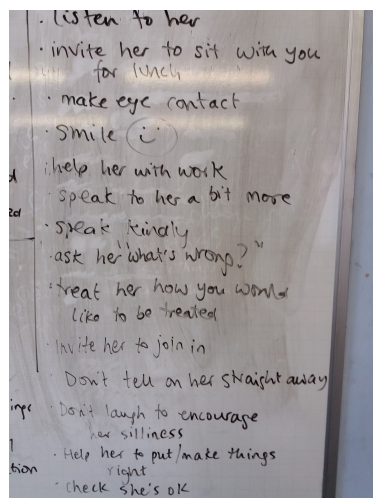 · listen to her
· invite her to sit with you
for lunch
· make eye contact
· smile
· help her with work
· speak to her a bit more
· speak kindly
· ask her "what's wrong?"
· treat her how you would
like to be treated
· Invite her to join in
Don't tell on her straight away
· Don't laugh to encourage
her silliness
· Help her to put/make things
right
· Check she's ok